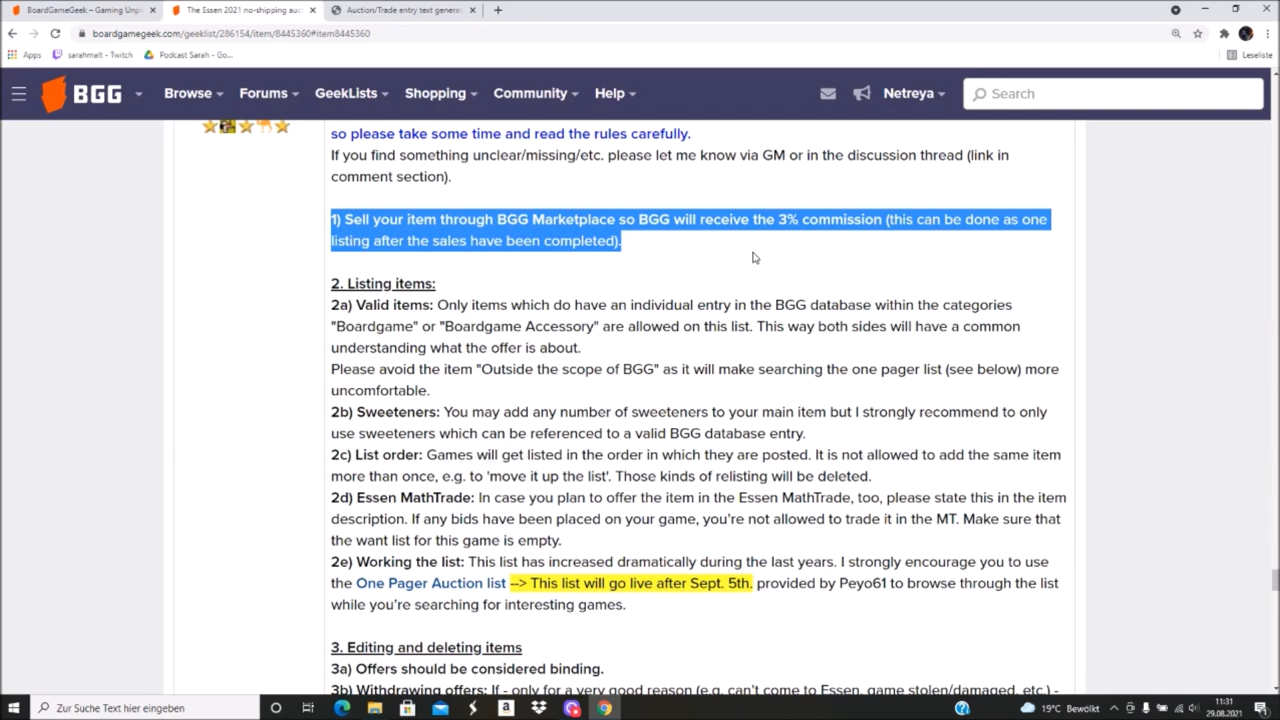 BoardGameGeek – Gaming Unpl
The Essen 2021 no-shipping auc
Auction/Trade entry text generat
boardgamegeek.com/geeklist/286154/item/8445360#item8445360
Apps
sarahmalt - Twitch
Podcast Sarah - Go...
Leseliste
BGG
Browse
Forums
GeekLists
Shopping
Community
Help
Netreya
Search
so please take some time and read the rules carefully.
If you find something unclear/missing/etc. please let me know via GM or in the discussion thread (link in
comment section).
1) Sell your item through BGG Marketplace so BGG will receive the 3% commission (this can be done as one
listing after the sales have been completed).
2. Listing items:
2a) Valid items: Only items which do have an individual entry in the BGG database within the categories
"Boardgame" or "Boardgame Accessory" are allowed on this list. This way both sides will have a common
understanding what the offer is about.
Please avoid the item "Outside the scope of BGG" as it will make searching the one pager list (see below) more
uncomfortable.
2b) Sweeteners: You may add any number of sweeteners to your main item but I strongly recommend to only
use sweeteners which can be referenced to a valid BGG database entry.
2c) List order: Games will get listed in the order in which they are posted. It is not allowed to add the same item
more than once, e.g. to 'move it up the list'. Those kinds of relisting will be deleted.
2d) Essen MathTrade: In case you plan to offer the item in the Essen MathTrade, too, please state this in the item
description. If any bids have been placed on your game, you're not allowed to trade it in the MT. Make sure that
the want list for this game is empty.
2e) Working the list: This list has increased dramatically during the last years. I strongly encourage you to use
the One Pager Auction list --> This list will go live after Sept. 5th. provided by Peyo61 to browse through the list
while you're searching for interesting games.
3. Editing and deleting items
3a) Offers should be considered binding.
3b) Withdrawing offers: If - only for a very good reason (e.g. can't come to Essen, game stolen/damaged, etc.) -
Zur Suche Text hier eingeben
19°C Bewölkt
11:31
29.08.2021